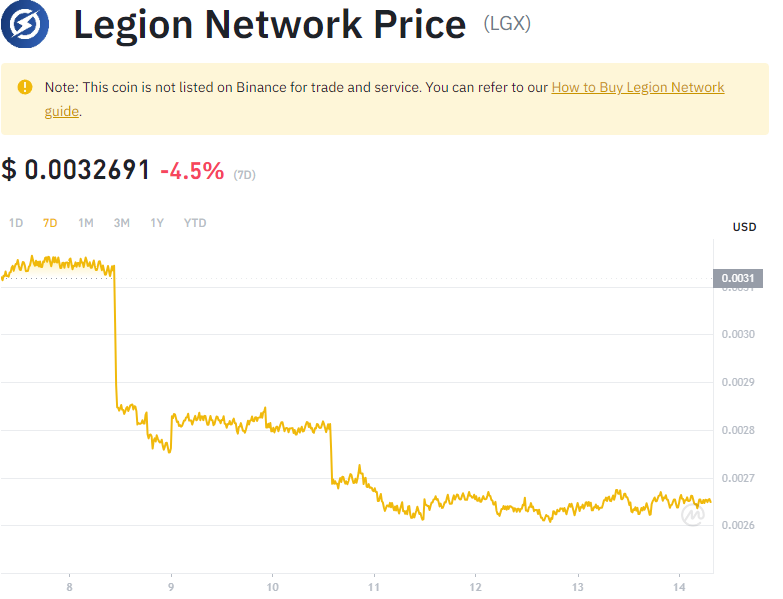 Legion Network Price (LGX)
Note: This coin is not listed on Binance for trade and service. You can refer to our How to Buy Legion Network
guide.
$ 0.0032691 -4.5% (7D)
1D 7D 1M 3M 1Y YTD
USD
0.0031
0.0031
0.0030
0.0029
0.0028
0.0027
0.0026
8 9 10 11 12 13 14